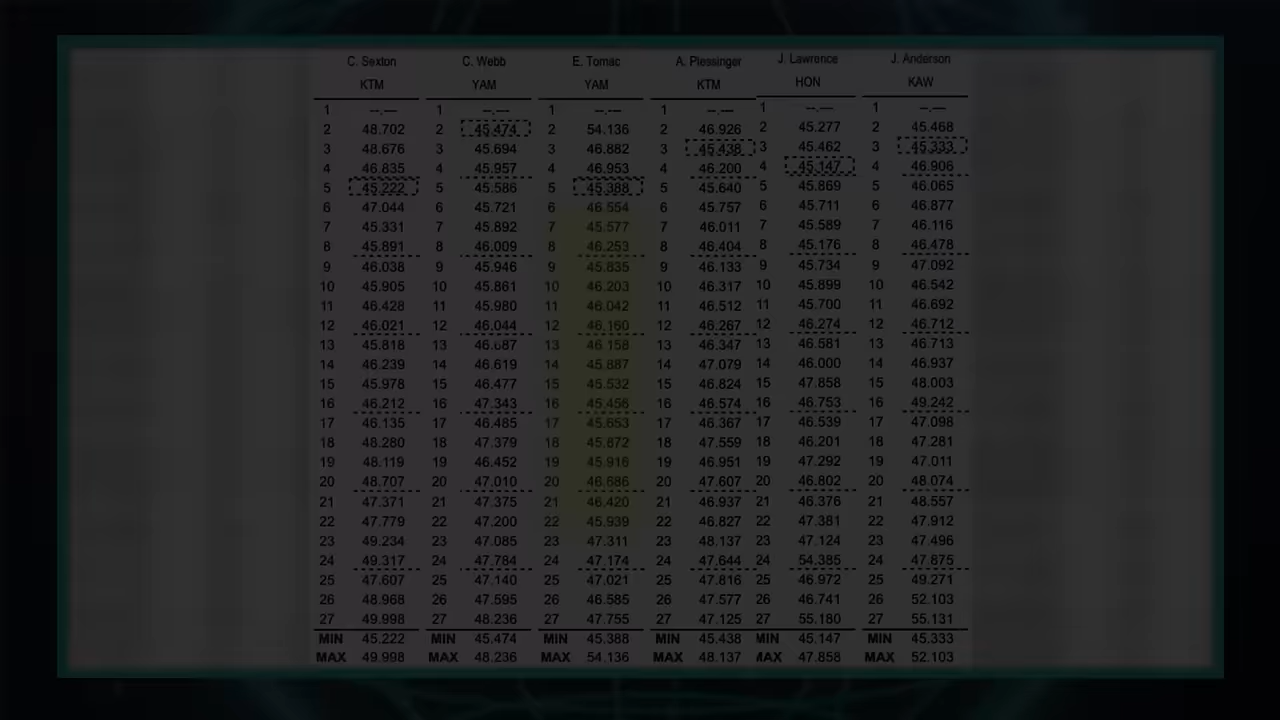 C. Sexton C. Webb E. Tomac A. Plessinger J. Lawrence J. Anderson
KTM YAM YAM KTM HON KAW
1 --.--- 1 --.--- 1 --.--- 1 --.--- 1 --.--- 1 --.---
2 48.702 2 45.474 2 54.136 2 46.926 2 45.277 2 45.468
3 48.676 3 45.694 3 46.882 3 45.438 3 45.462 3 45.333
4 46.835 4 45.957 4 46.953 4 46.200 4 45.147 4 46.906
5 45.222 5 45.586 5 45.388 5 45.640 5 45.869 5 46.065
6 47.044 6 45.721 6 46.554 6 45.757 6 45.711 6 46.877
7 45.331 7 45.892 7 45.577 7 46.011 7 45.589 7 46.116
8 45.891 8 46.009 8 46.253 8 46.404 8 45.176 8 46.478
9 46.038 9 45.946 9 45.835 9 46.133 9 45.734 9 47.092
10 45.905 10 45.861 10 46.203 10 46.317 10 45.899 10 46.542
11 46.428 11 45.980 11 46.042 11 46.512 11 45.700 11 46.692
12 46.021 12 46.044 12 46.160 12 46.267 12 46.274 12 46.712
13 45.818 13 46.687 13 46.158 13 46.347 13 46.581 13 46.713
14 46.239 14 46.619 14 45.887 14 47.079 14 46.000 14 46.937
15 45.978 15 46.477 15 45.532 15 46.824 15 47.858 15 48.003
16 46.212 16 47.343 16 45.456 16 46.574 16 46.753 16 49.242
17 46.135 17 46.485 17 45.653 17 46.367 17 46.539 17 47.098
18 48.280 18 47.379 18 45.872 18 47.559 18 46.201 18 47.281
19 48.119 19 46.452 19 45.916 19 46.951 19 47.292 19 47.011
20 48.707 20 47.010 20 46.686 20 47.607 20 46.802 20 48.074
21 47.371 21 47.375 21 46.420 21 46.937 21 46.376 21 48.557
22 47.779 22 47.200 22 45.939 22 46.827 22 47.381 22 47.912
23 49.234 23 47.085 23 47.311 23 48.137 23 47.124 23 47.496
24 49.317 24 47.784 24 47.174 24 47.644 24 54.385 24 47.875
25 47.607 25 47.140 25 47.021 25 47.816 25 46.972 25 49.271
26 48.968 26 47.595 26 46.585 26 47.577 26 46.741 26 52.103
27 49.998 27 48.236 27 47.755 27 47.125 27 55.180 27 55.131
MIN 45.222 MIN 45.474 MIN 45.388 MIN 45.438 MIN 45.147 MIN 45.333
MAX 49.998 MAX 48.236 MAX 54.136 MAX 48.137 MAX 47.858 MAX 52.103